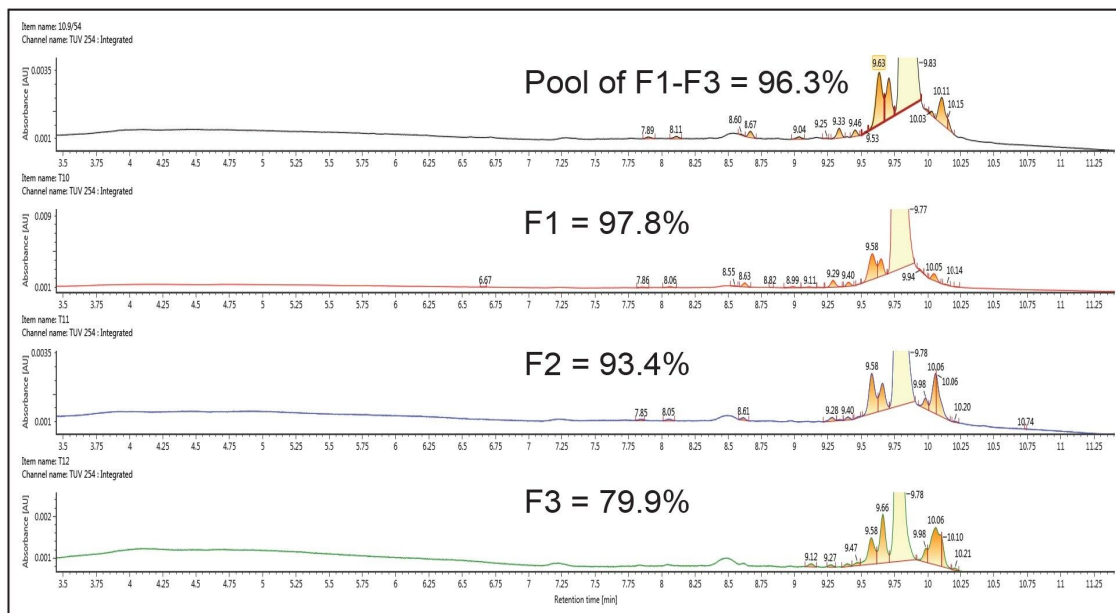 Item name: 10.9/54
Channel name: TUV 254 : Integrated
Absorbance [AU]
0.0035
0.001
Pool of F1-F3 = 96.3%
7.89 8.11 8.60 8.67 9.04 9.25 9.33 9.46 9.53 9.63 9.83 10.03 10.11 10.15
3.5 3.75 4 4.25 4.5 4.75 5 5.25 5.5 5.75 6 6.25 6.5 6.75 7 7.25 7.5 7.75 8 8.25 8.5 8.75 9 9.25 9.5 9.75 10 10.25 10.5 10.75 11 11.25
Item name: T10
Channel name: TUV 254 : Integrated
Absorbance [AU]
0.009
0.001
F1 = 97.8%
6.67 7.86 8.06 8.55 8.63 8.82 8.99 9.11 9.29 9.40 9.58 9.77 9.94 10.05 10.14
3.5 3.75 4 4.25 4.5 4.75 5 5.25 5.5 5.75 6 6.25 6.5 6.75 7 7.25 7.5 7.75 8 8.25 8.5 8.75 9 9.25 9.5 9.75 10 10.25 10.5 10.75 11 11.25
Item name: T11
Channel name: TUV 254 : Integrated
Absorbance [AU]
0.0035
0.001
F2 = 93.4%
7.85 8.05 8.61 9.28 9.40 9.58 9.78 9.98 10.06 10.06 10.20 10.74
3.5 3.75 4 4.25 4.5 4.75 5 5.25 5.5 5.75 6 6.25 6.5 6.75 7 7.25 7.5 7.75 8 8.25 8.5 8.75 9 9.25 9.5 9.75 10 10.25 10.5 10.75 11 11.25
Item name: T12
Channel name: TUV 254 : Integrated
Absorbance [AU]
0.002
0.001
F3 = 79.9%
9.12 9.27 9.47 9.58 9.66 9.78 9.98 10.06 10.10 10.21
3.5 3.75 4 4.25 4.5 4.75 5 5.25 5.5 5.75 6 6.25 6.5 6.75 7 7.25 7.5 7.75 8 8.25 8.5 8.75 9 9.25 9.5 9.75 10 10.25 10.5 10.75 11 11.25
Retention time [min]